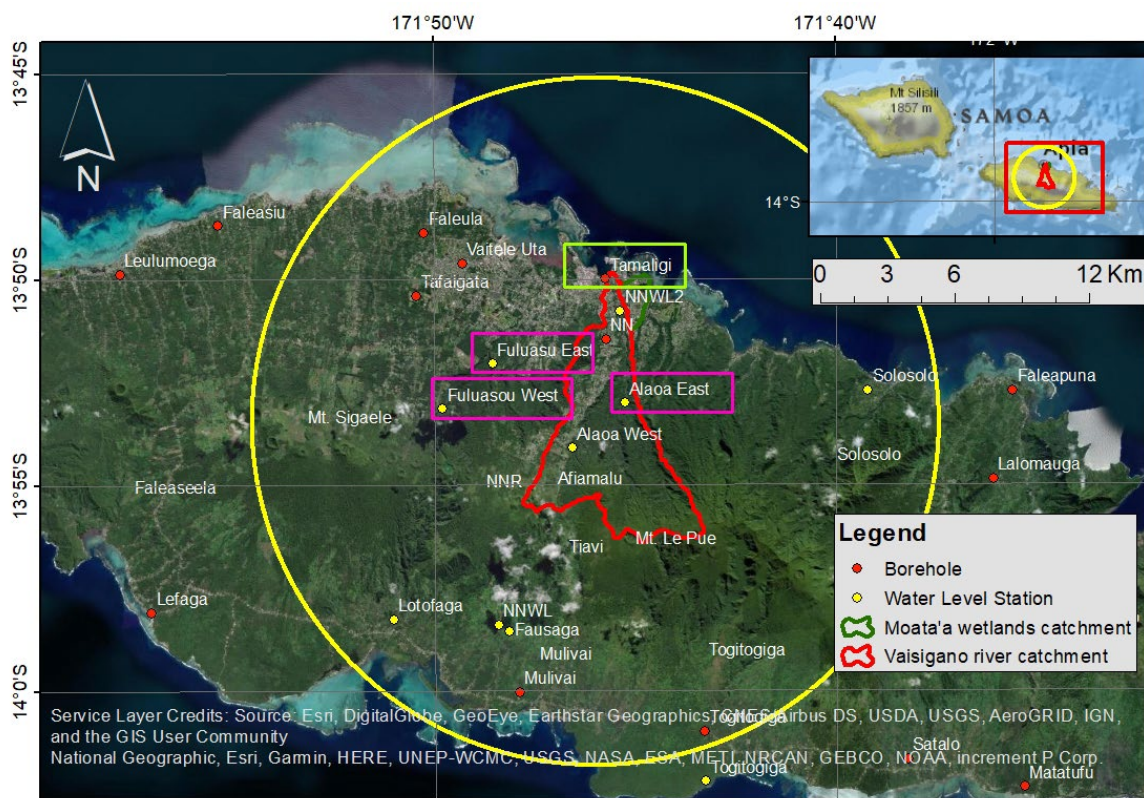 171°50'W
171°40'W
172°W
13°45'S
Mt Silisili
1857 m
SAMOA
Apia
14°S
N
Faleasiu
Faleula
Leulumoega
Vaitele Uta
Tafaigata
Tamaligi
13°50'S
0 3 6 12 Km
NNWL2
NN
Fuluasu East
Fuluasou West
Alaoa East
Solosolo
Faleapuna
Mt. Sigaele
Alaoa West
Solosolo
Lalomauga
13°55'S
Faleaseela
NNR
Afiamalu
Tiavi
Mt. Le Pue
Legend
Borehole
Water Level Station
Moata'a wetlands catchment
Vaisigano river catchment
Lefaga
Lotofaga
NNWL
Fausaga
Mulivai
Togitogiga
Mulivai
14°0'S
Togitogiga
Service Layer Credits: Source: Esri, DigitalGlobe, GeoEye, Earthstar Geographics, CNES/Airbus DS, USDA, USGS, AeroGRID, IGN,
and the GIS User Community
National Geographic, Esri, Garmin, HERE, UNEP-WCMC, USGS, NASA, ESA, METI, NRCAN, GEBCO, NOAA, increment P Corp.
Satalo
Togitogiga
Matatufu